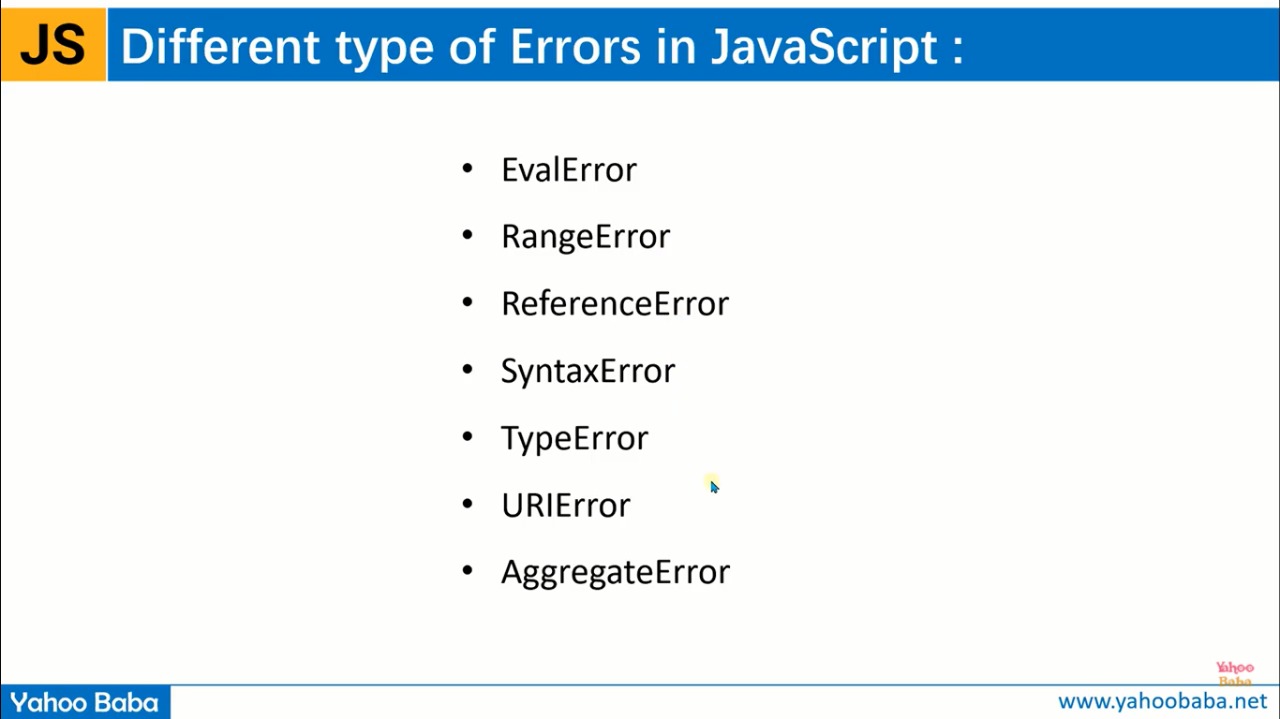 JS Different type of Errors in JavaScript :
• EvalError
• RangeError
• ReferenceError
• SyntaxError
• TypeError
• URIError
• AggregateError
Yahoo
Baba
Yahoo Baba
www.yahoobaba.net